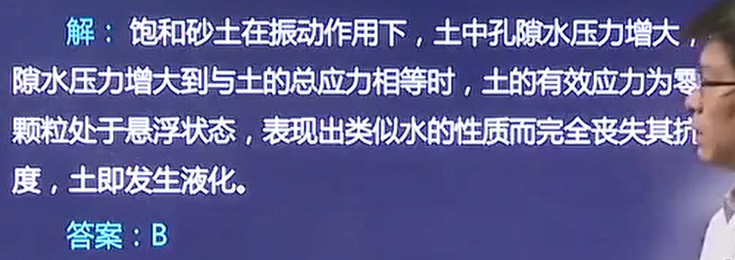 解：饱和砂土在振动作用下，土中孔隙水压力增大，
隙水压力增大到与土的总应力相等时，土的有效应力为零
颗粒处于悬浮状态，表现出类似水的性质而完全丧失其抗
度，土即发生液化。
答案：B